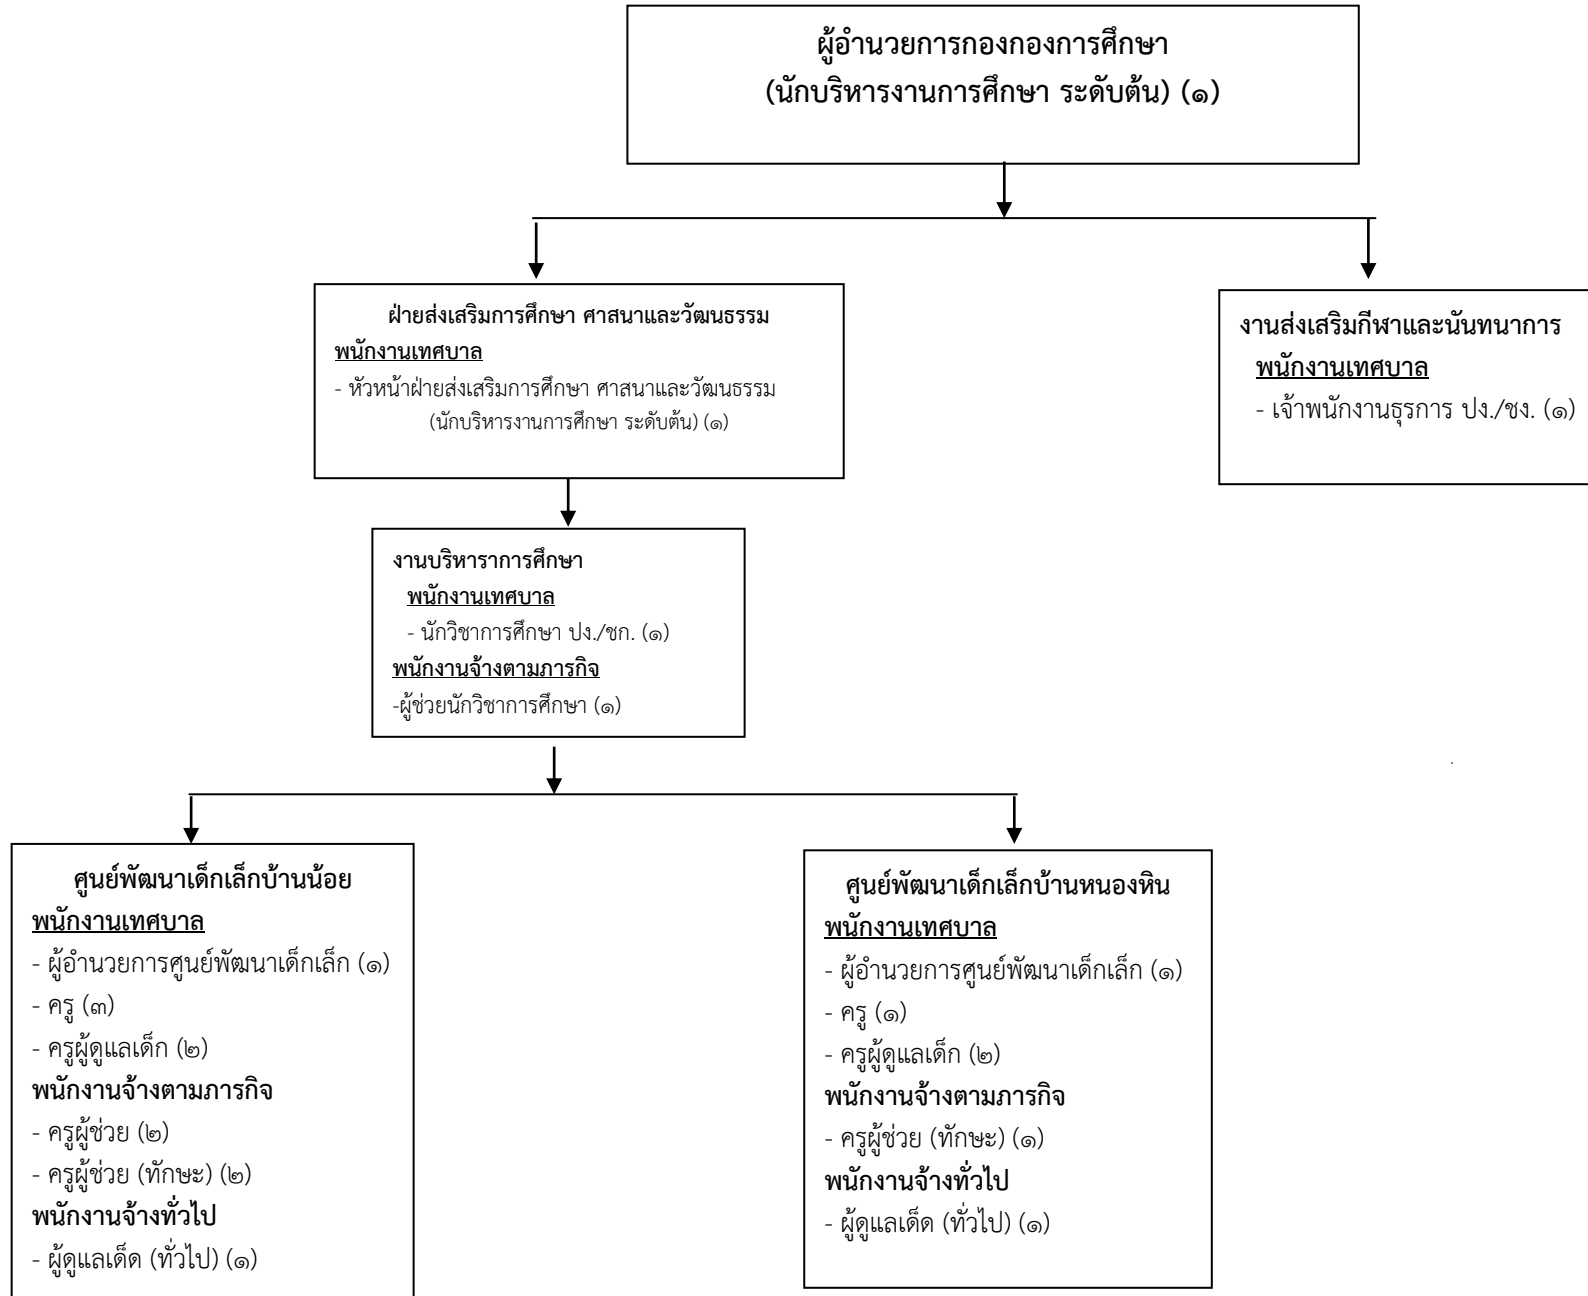 ผู้อำนวยการกองกองการศึกษา
(นักบริหารงานการศึกษา ระดับต้น) (๑)
ฝ่ายส่งเสริมการศึกษา ศาสนาและวัฒนธรรม
พนักงานเทศบาล
- หัวหน้าฝ่ายส่งเสริมการศึกษา ศาสนาและวัฒนธรรม
(นักบริหารงานการศึกษา ระดับต้น) (๑)
งานส่งเสริมกีฬาและนันทนาการ
พนักงานเทศบาล
- เจ้าพนักงานธุรการ ปง./ชง. (๑)
งานบริหาราการศึกษา
พนักงานเทศบาล
- นักวิชาการศึกษา ปง./ชก. (๑)
พนักงานจ้างตามภารกิจ
-ผู้ช่วยนักวิชาการศึกษา (๑)
ศูนย์พัฒนาเด็กเล็กบ้านน้อย
พนักงานเทศบาล
- ผู้อำนวยการศูนย์พัฒนาเด็กเล็ก (๑)
- ครู (๓)
- ครูผู้ดูแลเด็ก (๒)
พนักงานจ้างตามภารกิจ
- ครูผู้ช่วย (๒)
- ครูผู้ช่วย (ทักษะ) (๒)
พนักงานจ้างทั่วไป
- ผู้ดูแลเด็ด (ทั่วไป) (๑)
ศูนย์พัฒนาเด็กเล็กบ้านหนองหิน
พนักงานเทศบาล
- ผู้อำนวยการศูนย์พัฒนาเด็กเล็ก (๑)
- ครู (๑)
- ครูผู้ดูแลเด็ก (๒)
พนักงานจ้างตามภารกิจ
- ครูผู้ช่วย (ทักษะ) (๑)
พนักงานจ้างทั่วไป
- ผู้ดูแลเด็ด (ทั่วไป) (๑)